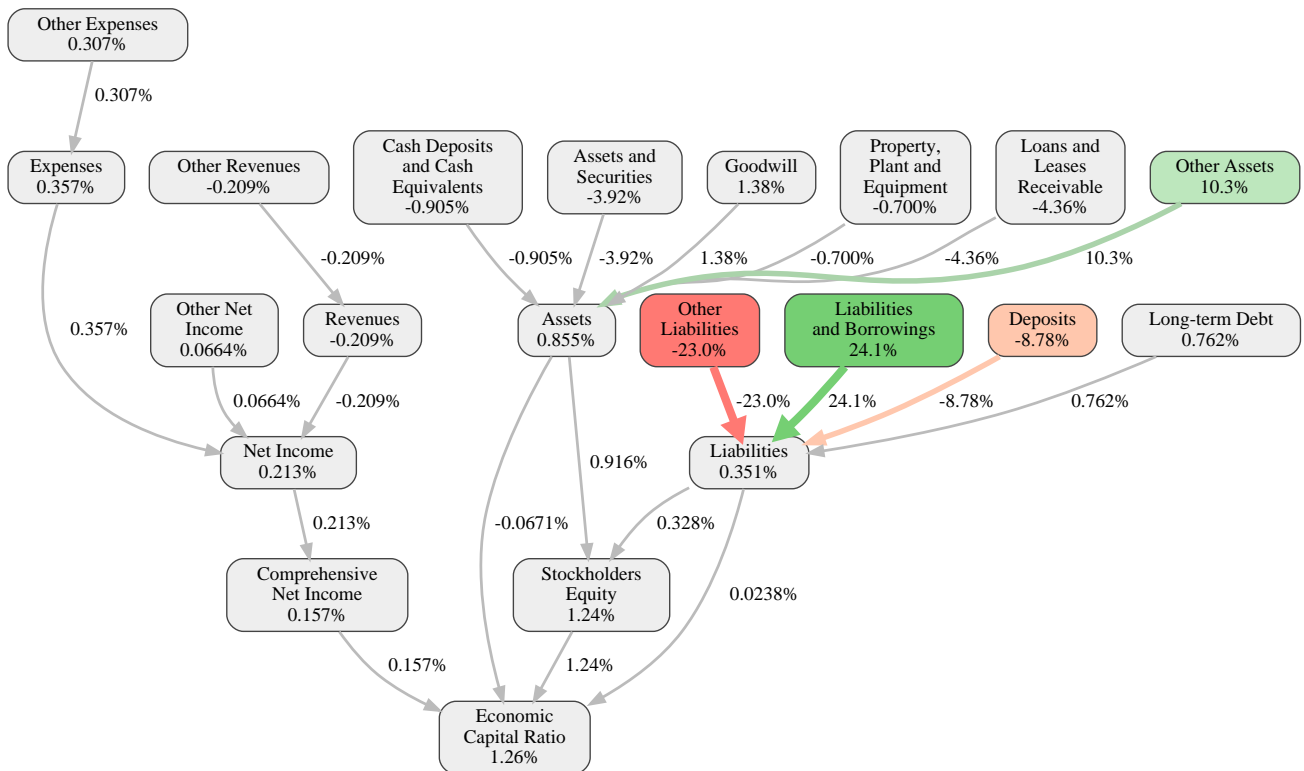 Other Expenses
0.307%
0.307%
Expenses
0.357%
Other Revenues
-0.209%
Cash Deposits
and Cash
Equivalents
-0.905%
Assets and
Securities
-3.92%
Goodwill
1.38%
Property,
Plant and
Equipment
-0.700%
Loans and
Leases
Receivable
-4.36%
Other Assets
10.3%
-0.209%
-0.905%
-3.92%
1.38%
-0.700%
-4.36%
10.3%
0.357%
Other Net
Income
0.0664%
Revenues
-0.209%
Assets
0.855%
Other
Liabilities
-23.0%
Liabilities
and Borrowings
24.1%
Deposits
-8.78%
Long-term Debt
0.762%
0.0664%
-0.209%
-23.0%
24.1%
-8.78%
0.762%
Net Income
0.213%
0.916%
Liabilities
0.351%
0.213%
-0.0671%
0.328%
Comprehensive
Net Income
0.157%
Stockholders
Equity
1.24%
0.0238%
0.157%
1.24%
Economic
Capital Ratio
1.26%